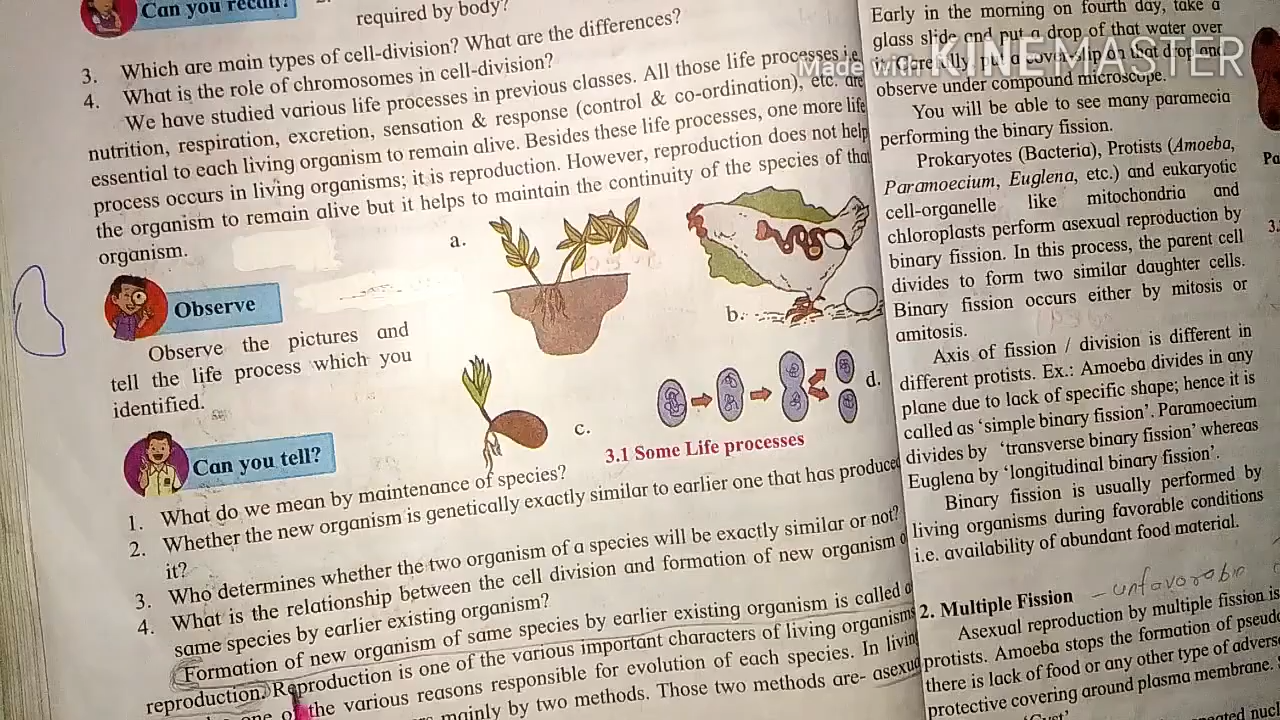 Can you recall?
required by body?
3. Which are main types of cell-division? What are the differences?
4. What is the role of chromosomes in cell-division?
We have studied various life processes in previous classes. All those life processes i.e.
nutrition, respiration, excretion, sensation & response (control & co-ordination), etc. are
essential to each living organism to remain alive. Besides these life processes, one more life
process occurs in living organisms; it is reproduction. However, reproduction does not help
the organism to remain alive but it helps to maintain the continuity of the species of that
organism.
a.
b.
Observe
Observe the pictures and
tell the life process which you
identified.
c.
d.
3.1 Some Life processes
Can you tell?
1. What do we mean by maintenance of species?
2. Whether the new organism is genetically exactly similar to earlier one that has produce
it?
3. Who determines whether the two organism of a species will be exactly similar or not?
4. What is the relationship between the cell division and formation of new organism o
same species by earlier existing organism?
Formation of new organism of same species by earlier existing organism is called
reproduction. Reproduction is one of the various important characters of living organisms
one of the various reasons responsible for evolution of each species. In livin
mainly by two methods. Those two methods are- asexua
Early in the morning on fourth day, take a
glass slide and put a drop of that water over
it. Carefully put a coverslip on that drop and
observe under compound microscope.
You will be able to see many paramecia
performing the binary fission.
Prokaryotes (Bacteria), Protists (Amoeba,
Paramoecium, Euglena, etc.) and eukaryotic
cell-organelle like mitochondria and
chloroplasts perform asexual reproduction by
binary fission. In this process, the parent cell
divides to form two similar daughter cells.
Binary fission occurs either by mitosis or
amitosis.
Axis of fission / division is different in
different protists. Ex.: Amoeba divides in any
plane due to lack of specific shape; hence it is
called as ‘simple binary fission’. Paramoecium
divides by ‘transverse binary fission’ whereas
Euglena by ‘longitudinal binary fission’.
Binary fission is usually performed by
living organisms during favorable conditions
i.e. availability of abundant food material.
2. Multiple Fission
Asexual reproduction by multiple fission is
protists. Amoeba stops the formation of pseudo
there is lack of food or any other type of advers
protective covering around plasma membrane.
‘Cyst’
Pa
3.
Made with KINEMASTER